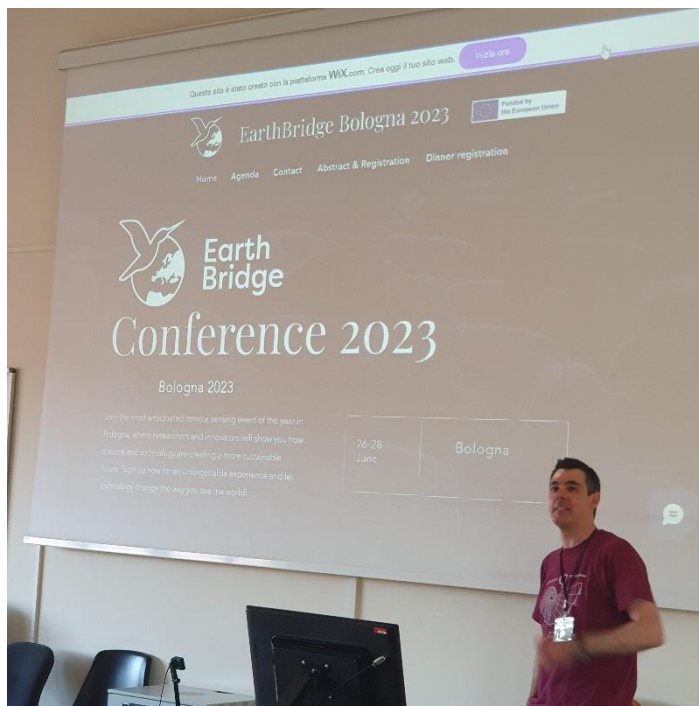 Questo sito è stato creato con la piattaforma WiX.com. Crea oggi il tuo sito web. Inizia ora
EarthBridge Bologna 2023
Funded by
the European Union
Home Agenda Contact Abstract & Registration Dinner registration
Earth
Bridge
Conference 2023
Bologna 2023
Join the most anticipated remote sensing event of the year in
Bologna, where researchers and innovators will show you how
science and technology are creating a more sustainable
future. Sign up now for an unforgettable experience and let
technology change the way you see the world!
26-28
June
Bologna